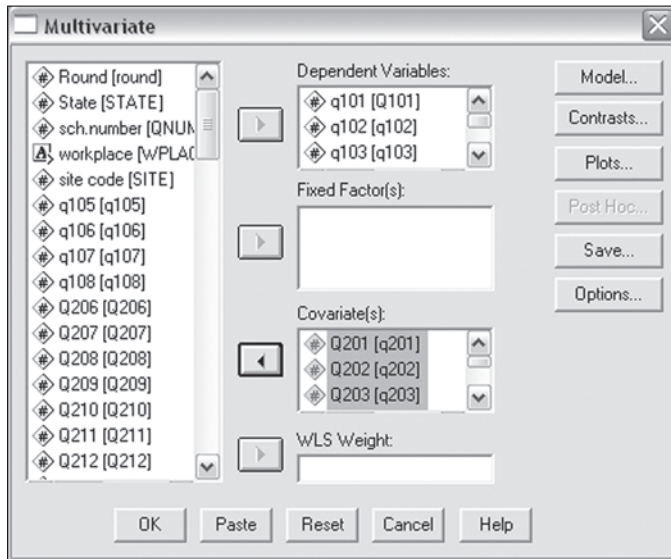 Multivariate
Round [round]
State [STATE]
sch.number [QNUM
workplace [WPLAC
site code [SITE]
q105 [q105]
q106 [q106]
q107 [q107]
q108 [q108]
Q206 [Q206]
Q207 [Q207]
Q208 [Q208]
Q209 [Q209]
Q210 [Q210]
Q211 [Q211]
Q212 [Q212]
Dependent Variables:
q101 [Q101]
q102 [q102]
q103 [q103]
Fixed Factor(s):
Covariate(s):
Q201 [q201]
Q202 [q202]
Q203 [q203]
WLS Weight:
Model...
Contrasts...
Plots...
Post Hoc...
Save...
Options...
OK
Paste
Reset
Cancel
Help